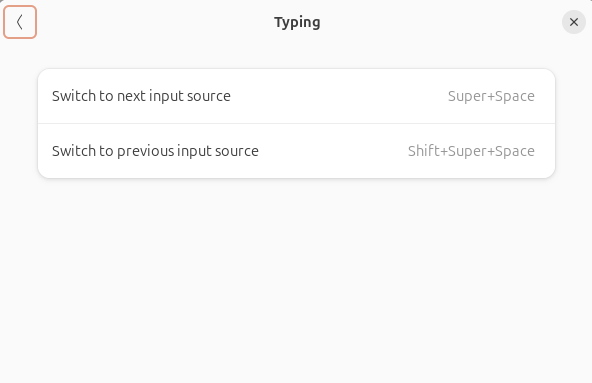 Typing
Switch to next input source Super+Space
Switch to previous input source Shift+Super+Space